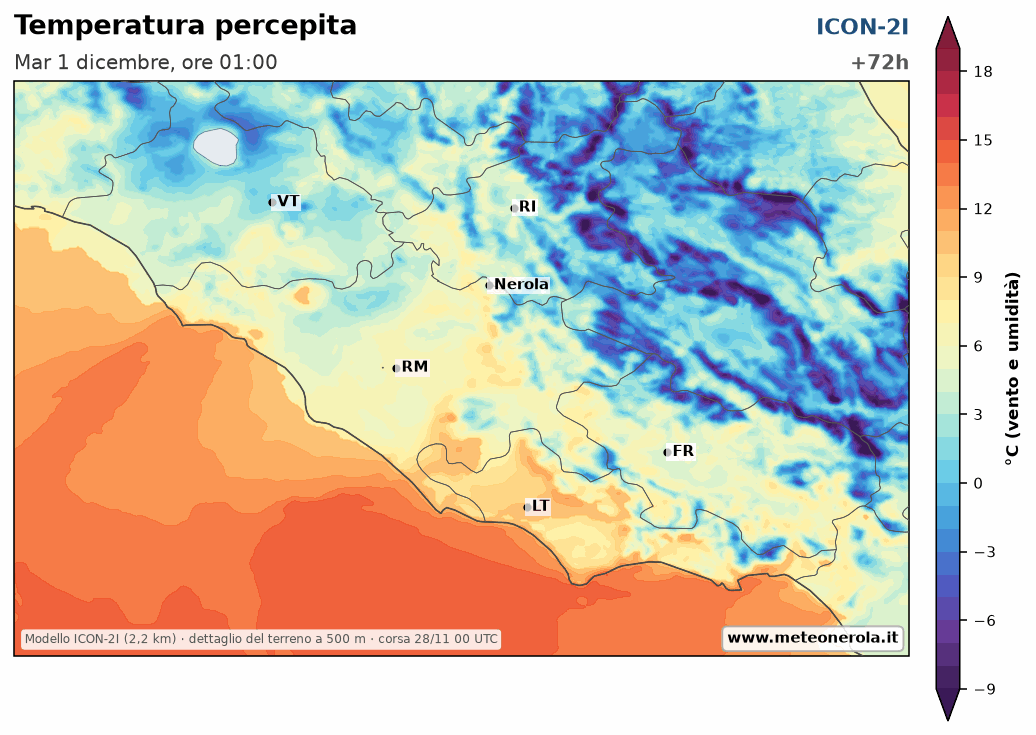 Temperatura percepita
ICON-2I
Mar 1 dicembre, ore 01:00
+72h
VT
RI
Nerola
RM
FR
LT
Modello ICON-2I (2,2 km) · dettaglio del terreno a 500 m · corsa 28/11 00 UTC
www.meteonerola.it
18
15
12
9
6
3
0
−3
−6
−9
°C (vento e umidità)